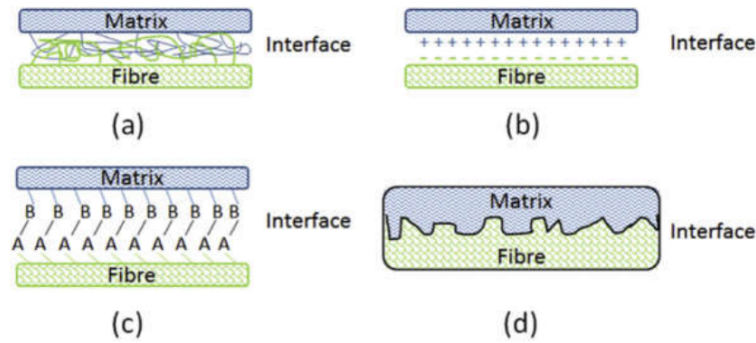 Matrix
Interface
Fibre
(a)
Matrix
+ + + + + + + + + + + + + + +
Interface
– – – – – – – – – – – – – – –
Fibre
(b)
Matrix
B B B B B B B B B
Interface
A A A A A A A A A
Fibre
(c)
Matrix
Interface
Fibre
(d)